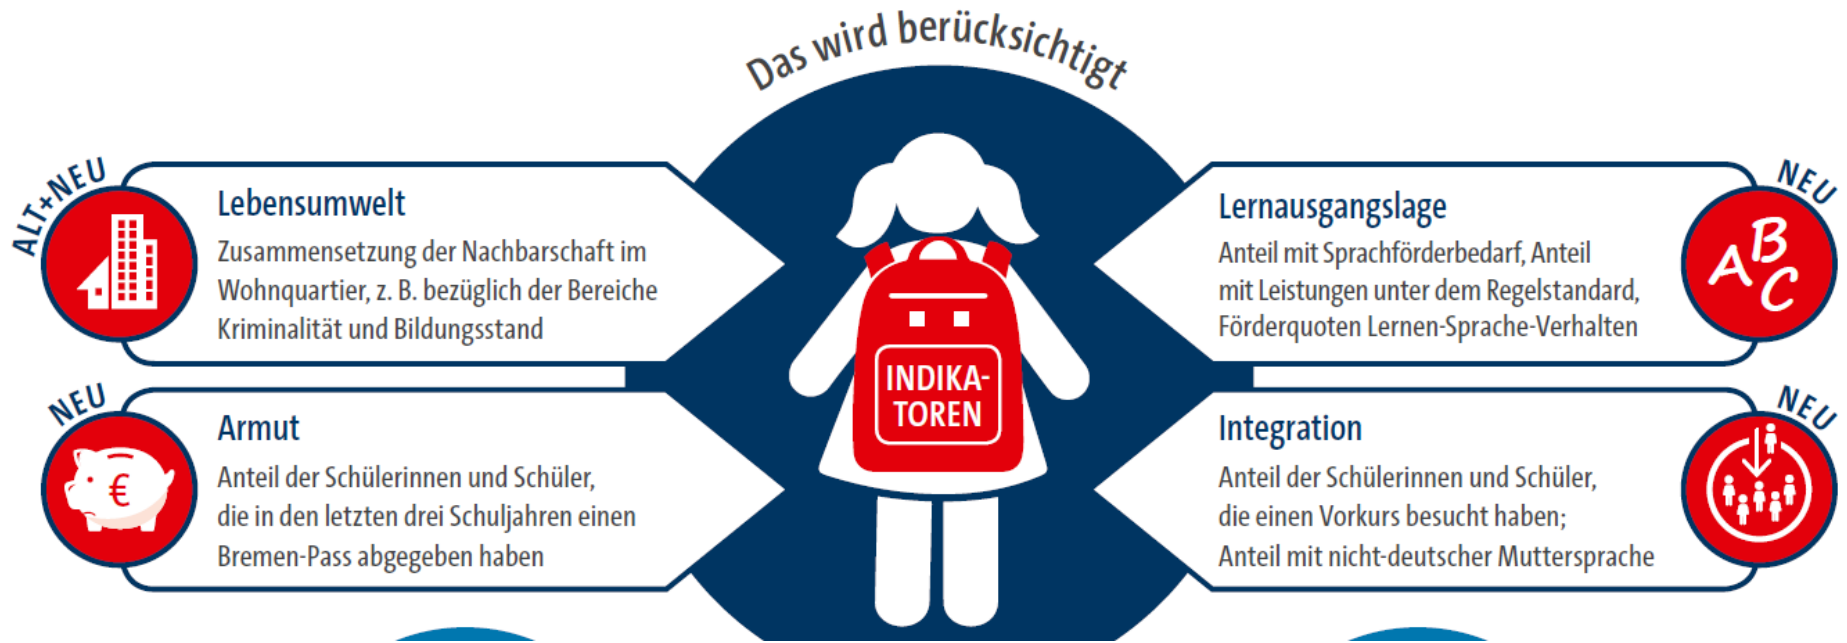 Das wird berücksichtigt
ALT+NEU
Lebensumwelt
Zusammensetzung der Nachbarschaft im
Wohnquartier, z. B. bezüglich der Bereiche
Kriminalität und Bildungsstand
NEU
Armut
€
Anteil der Schülerinnen und Schüler,
die in den letzten drei Schuljahren einen
Bremen-Pass abgegeben haben
INDIKA-
TOREN
NEU
Lernausgangslage
Anteil mit Sprachförderbedarf, Anteil
mit Leistungen unter dem Regelstandard,
Förderquoten Lernen-Sprache-Verhalten
ABC
NEU
Integration
Anteil der Schülerinnen und Schüler,
die einen Vorkurs besucht haben;
Anteil mit nicht-deutscher Muttersprache